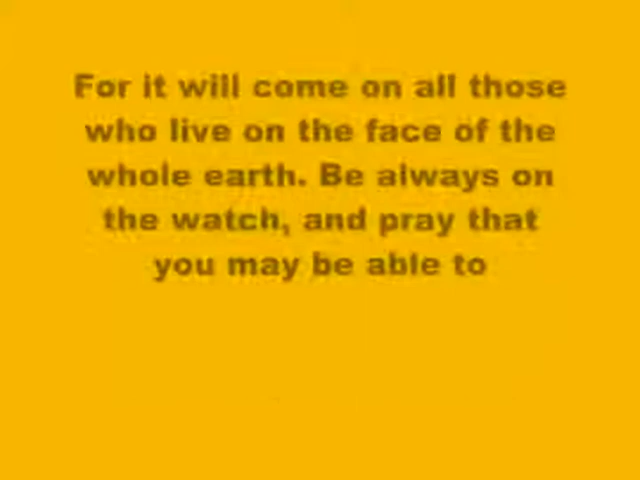 For it will come on all those
who live on the face of the
whole earth. Be always on
the watch, and pray that
you may be able to